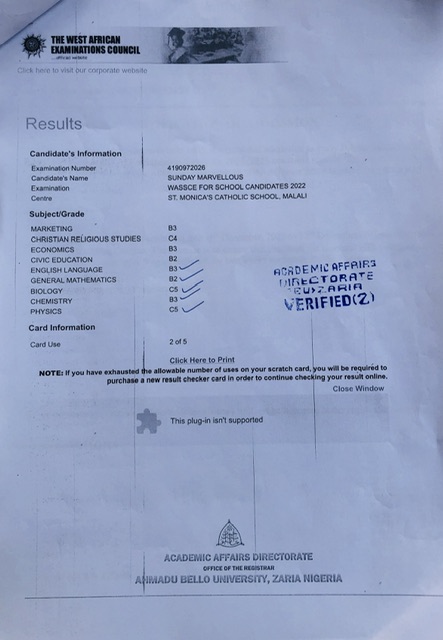 THE WEST AFRICAN
EXAMINATIONS COUNCIL
...official website
Click here to visit our corporate website
Results
Candidate's Information
Examination Number 4190972026
Candidate's Name SUNDAY MARVELLOUS
Examination WASSCE FOR SCHOOL CANDIDATES 2022
Centre ST. MONICA'S CATHOLIC SCHOOL, MALALI
Subject/Grade
MARKETING B3
CHRISTIAN RELIGIOUS STUDIES C4
ECONOMICS B3
CIVIC EDUCATION B2
ENGLISH LANGUAGE B3
GENERAL MATHEMATICS B2
BIOLOGY C5
CHEMISTRY B3
PHYSICS C5
ACADEMIC AFFAIRS
DIRECTORATE
ZARIA
VERIFIED(2)
Card Information
Card Use 2 of 5
Click Here to Print
NOTE: If you have exhausted the allowable number of uses on your scratch card, you will be required to
purchase a new result checker card in order to continue checking your result online.
Close Window
This plug-in isn't supported
ACADEMIC AFFAIRS DIRECTORATE
OFFICE OF THE REGISTRAR
AHMADU BELLO UNIVERSITY, ZARIA NIGERIA